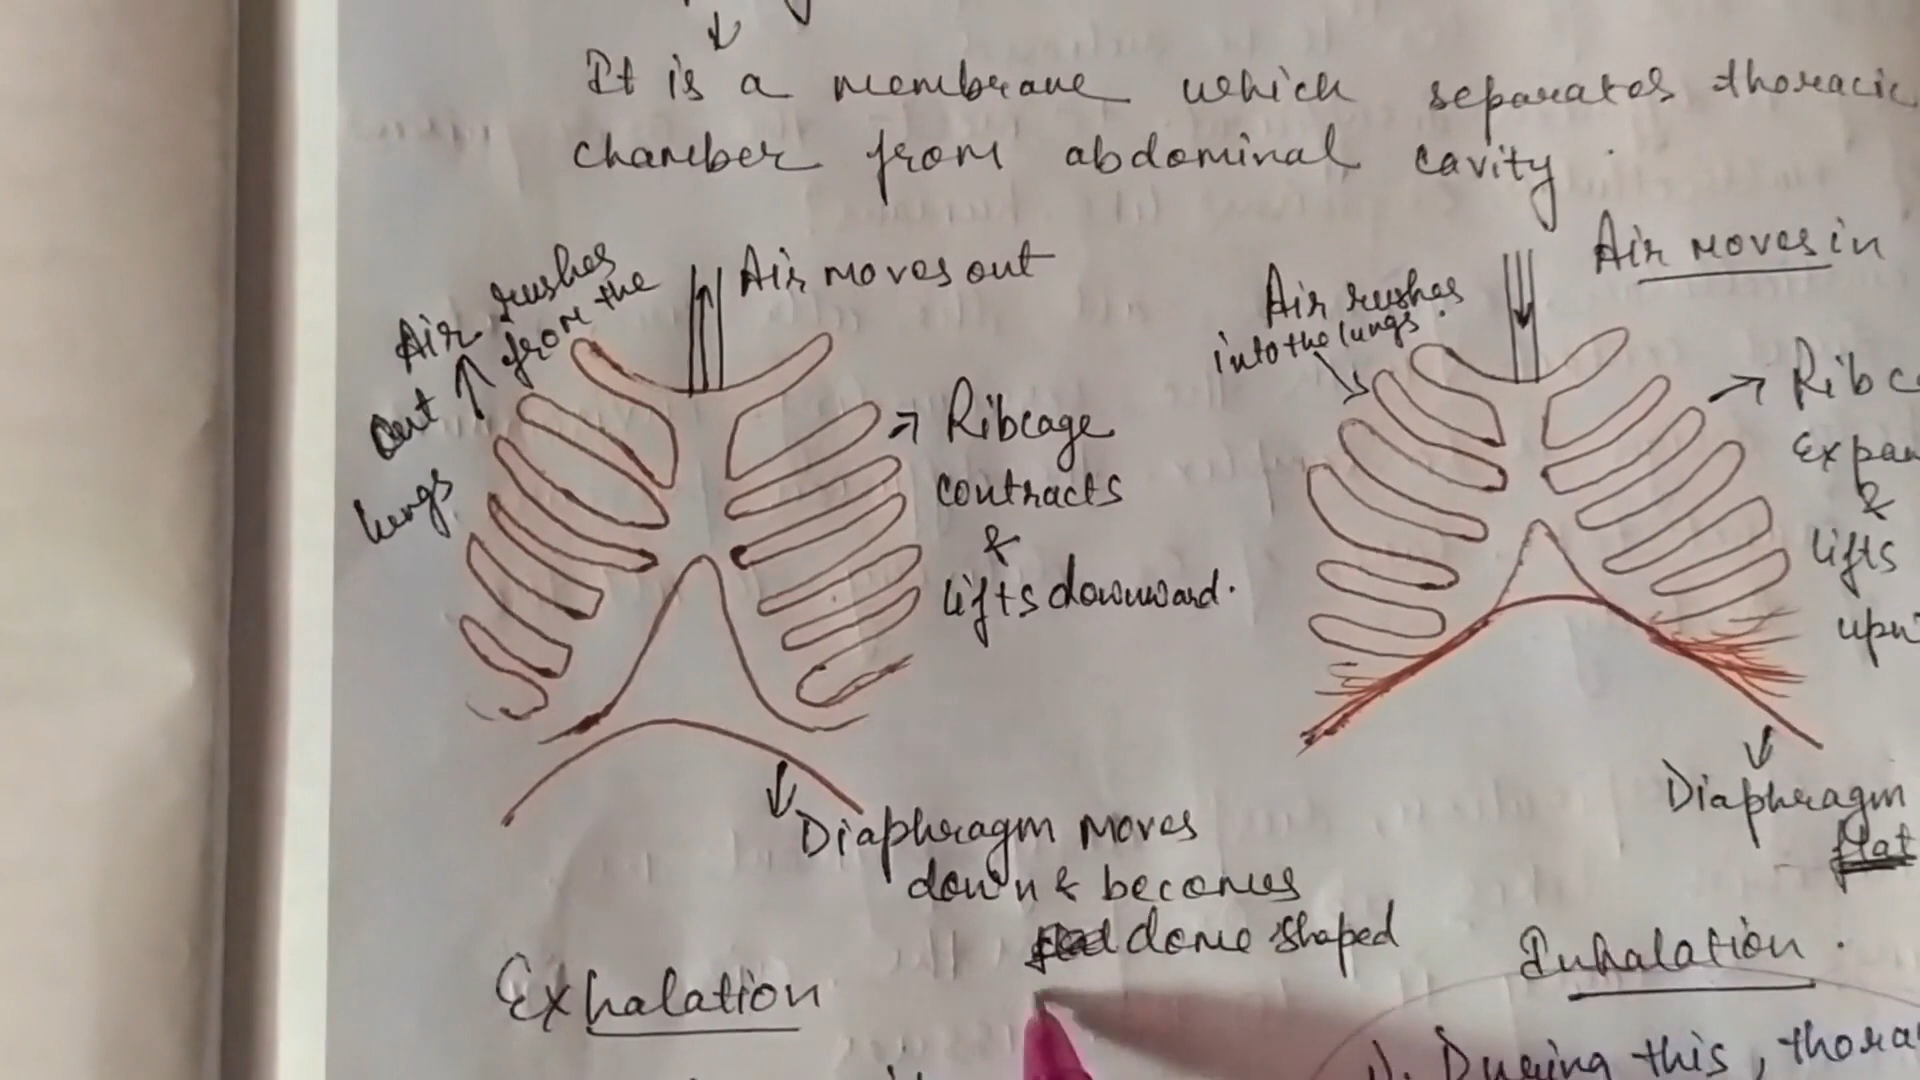 It is a membrane which separates thoracic
chamber from abdominal cavity.
Air rushes
out from the
lungs.
Air moves out
Ribcage
contracts
&
lifts downward.
Diaphragm moves
down & becomes
dome shaped
Exhalation
Air rushes
into the lungs.
Air moves in
Rib c
expan
&
lifts
upw
Diaphragm
flat
Inhalation.
1). During this, thora